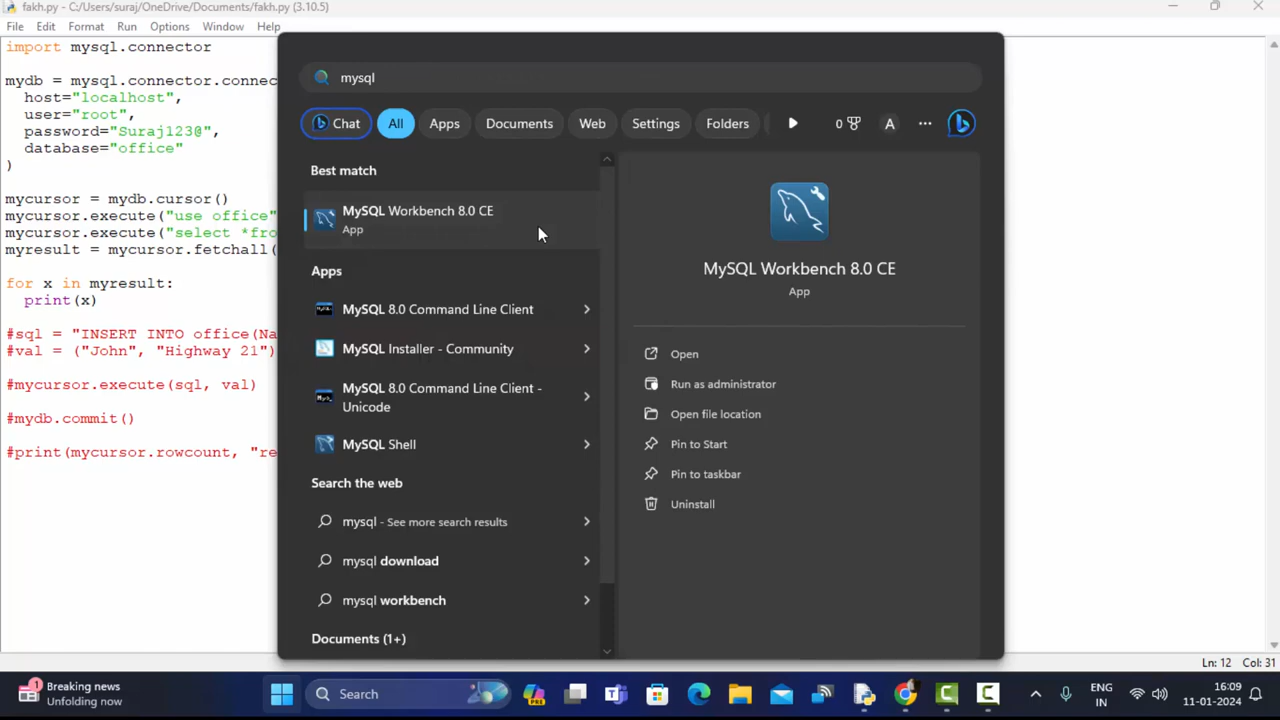 fakh.py - C:/Users/suraj/OneDrive/Documents/fakh.py (3.10.5)
File Edit Format Run Options Window Help
import mysql.connector
mydb = mysql.connector.connec
host="localhost",
user="root",
password="Suraj123@",
database="office"
)
mycursor = mydb.cursor()
mycursor.execute("use office"
mycursor.execute("select *fro
myresult = mycursor.fetchall(
for x in myresult:
print(x)
#sql = "INSERT INTO office(Na
#val = ("John", "Highway 21")
#mycursor.execute(sql, val)
#mydb.commit()
#print(mycursor.rowcount, "re
mysql
Chat All Apps Documents Web Settings Folders 0 A ...
Best match
MySQL Workbench 8.0 CE
App
Apps
MySQL 8.0 Command Line Client
MySQL Installer - Community
MySQL 8.0 Command Line Client -
Unicode
MySQL Shell
Search the web
mysql - See more search results
mysql download
mysql workbench
Documents (1+)
MySQL Workbench 8.0 CE
App
Open
Run as administrator
Open file location
Pin to Start
Pin to taskbar
Uninstall
Ln: 12 Col: 31
1
Breaking news
Unfolding now
Search
PRE
ENG
IN
16:09
11-01-2024